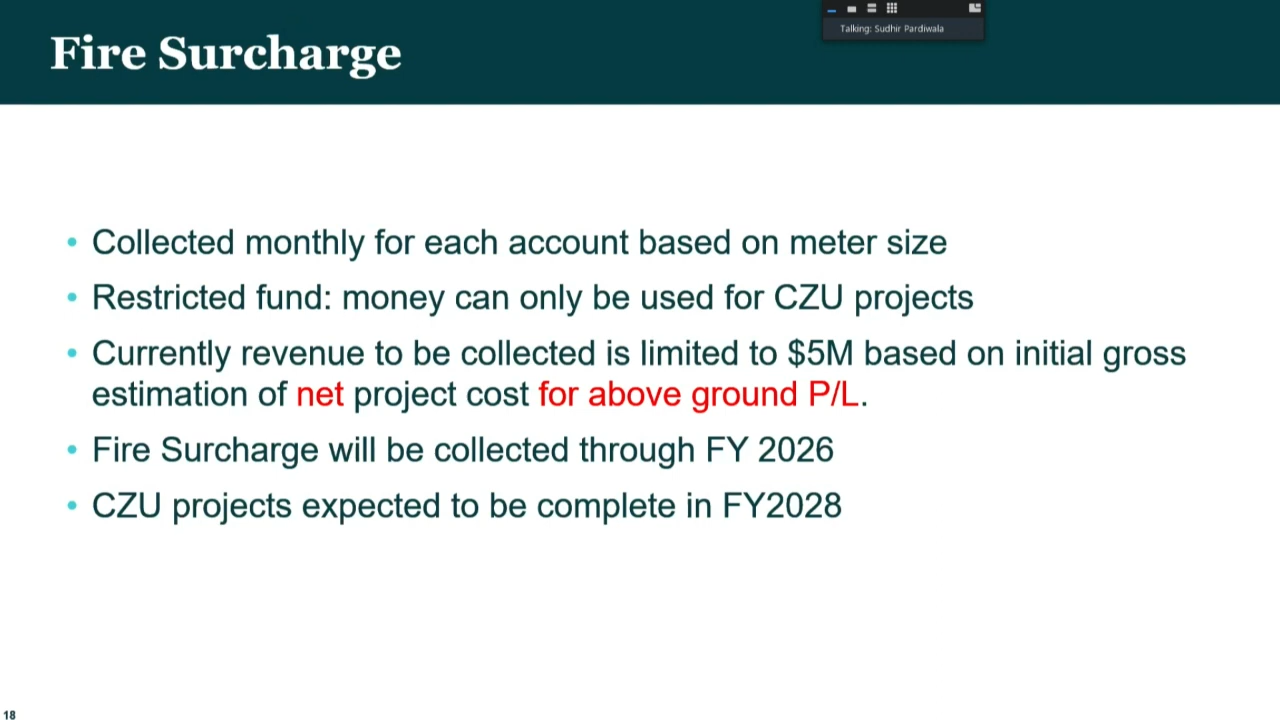 Fire Surcharge
Talking: Sudhir Pardiwala
• Collected monthly for each account based on meter size
• Restricted fund: money can only be used for CZU projects
• Currently revenue to be collected is limited to $5M based on initial gross
estimation of net project cost for above ground P/L.
• Fire Surcharge will be collected through FY 2026
• CZU projects expected to be complete in FY2028
18